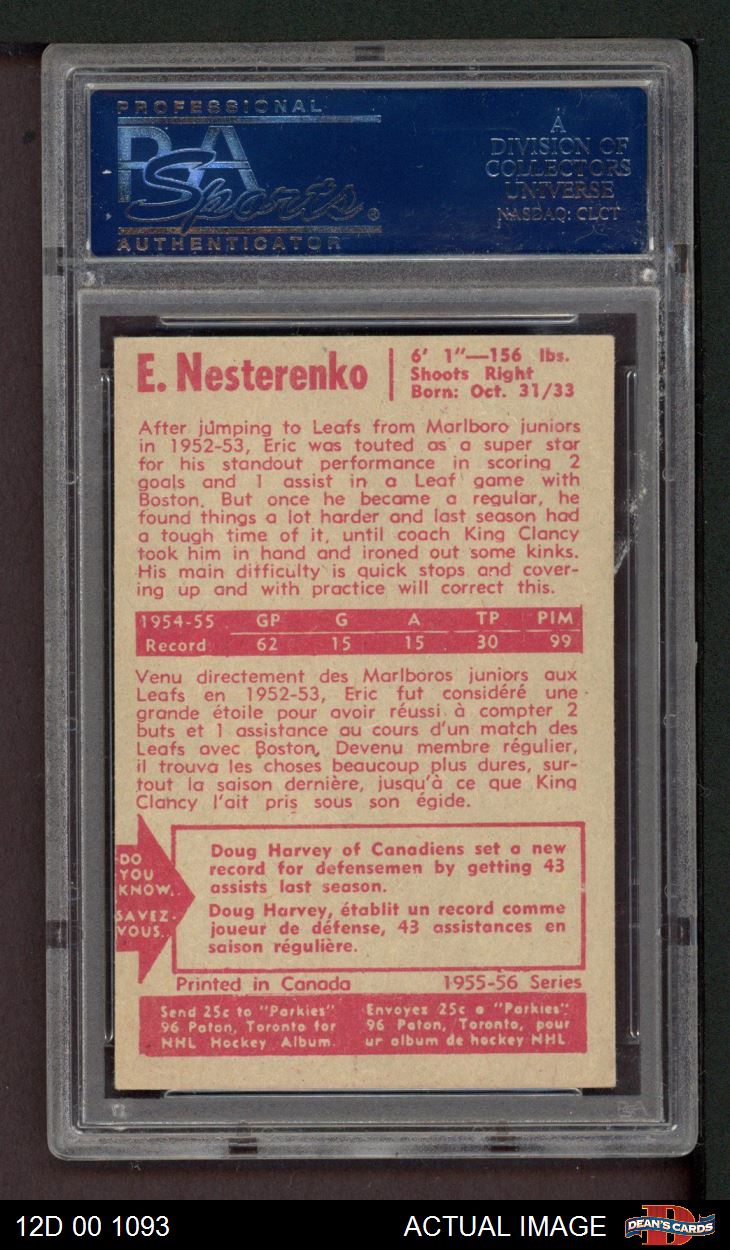 PROFESSIONAL
PSA
Sports®
AUTHENTICATOR
A
DIVISION OF
COLLECTORS
UNIVERSE
NASDAQ: CLCT
E. Nesterenko
6' 1"—156 lbs.
Shoots Right
Born: Oct. 31/33
After jumping to Leafs from Marlboro juniors
in 1952-53, Eric was touted as a super star
for his standout performance in scoring 2
goals and 1 assist in a Leaf game with
Boston. But once he became a regular, he
found things a lot harder and last season had
a tough time of it, until coach King Clancy
took him in hand and ironed out some kinks.
His main difficulty is quick stops and cover-
ing up and with practice will correct this.
1954-55 GP G A TP PIM
Record 62 15 15 30 99
Venu directement des Marlboros juniors aux
Leafs en 1952-53, Eric fut considéré une
grande étoile pour avoir réussi à compter 2
buts et 1 assistance au cours d'un match des
Leafs avec Boston. Devenu membre régulier,
il trouva les choses beaucoup plus dures, sur-
tout la saison dernière, jusqu'à ce que King
Clancy l'ait pris sous son égide.
DO
YOU
KNOW..
SAVEZ-
VOUS..
Doug Harvey of Canadiens set a new
record for defensemen by getting 43
assists last season.
Doug Harvey, établit un record comme
joueur de défense, 43 assistances en
saison régulière.
Printed in Canada 1955-56 Series
Send 25c to "Parkies"
96 Paton, Toronto for
NHL Hockey Album.
Envoyez 25c a "Parkies"
96 Paton, Toronto, pour
ur album de hockey NHL
12D 00 1093
ACTUAL IMAGE
DEAN'S CARDS